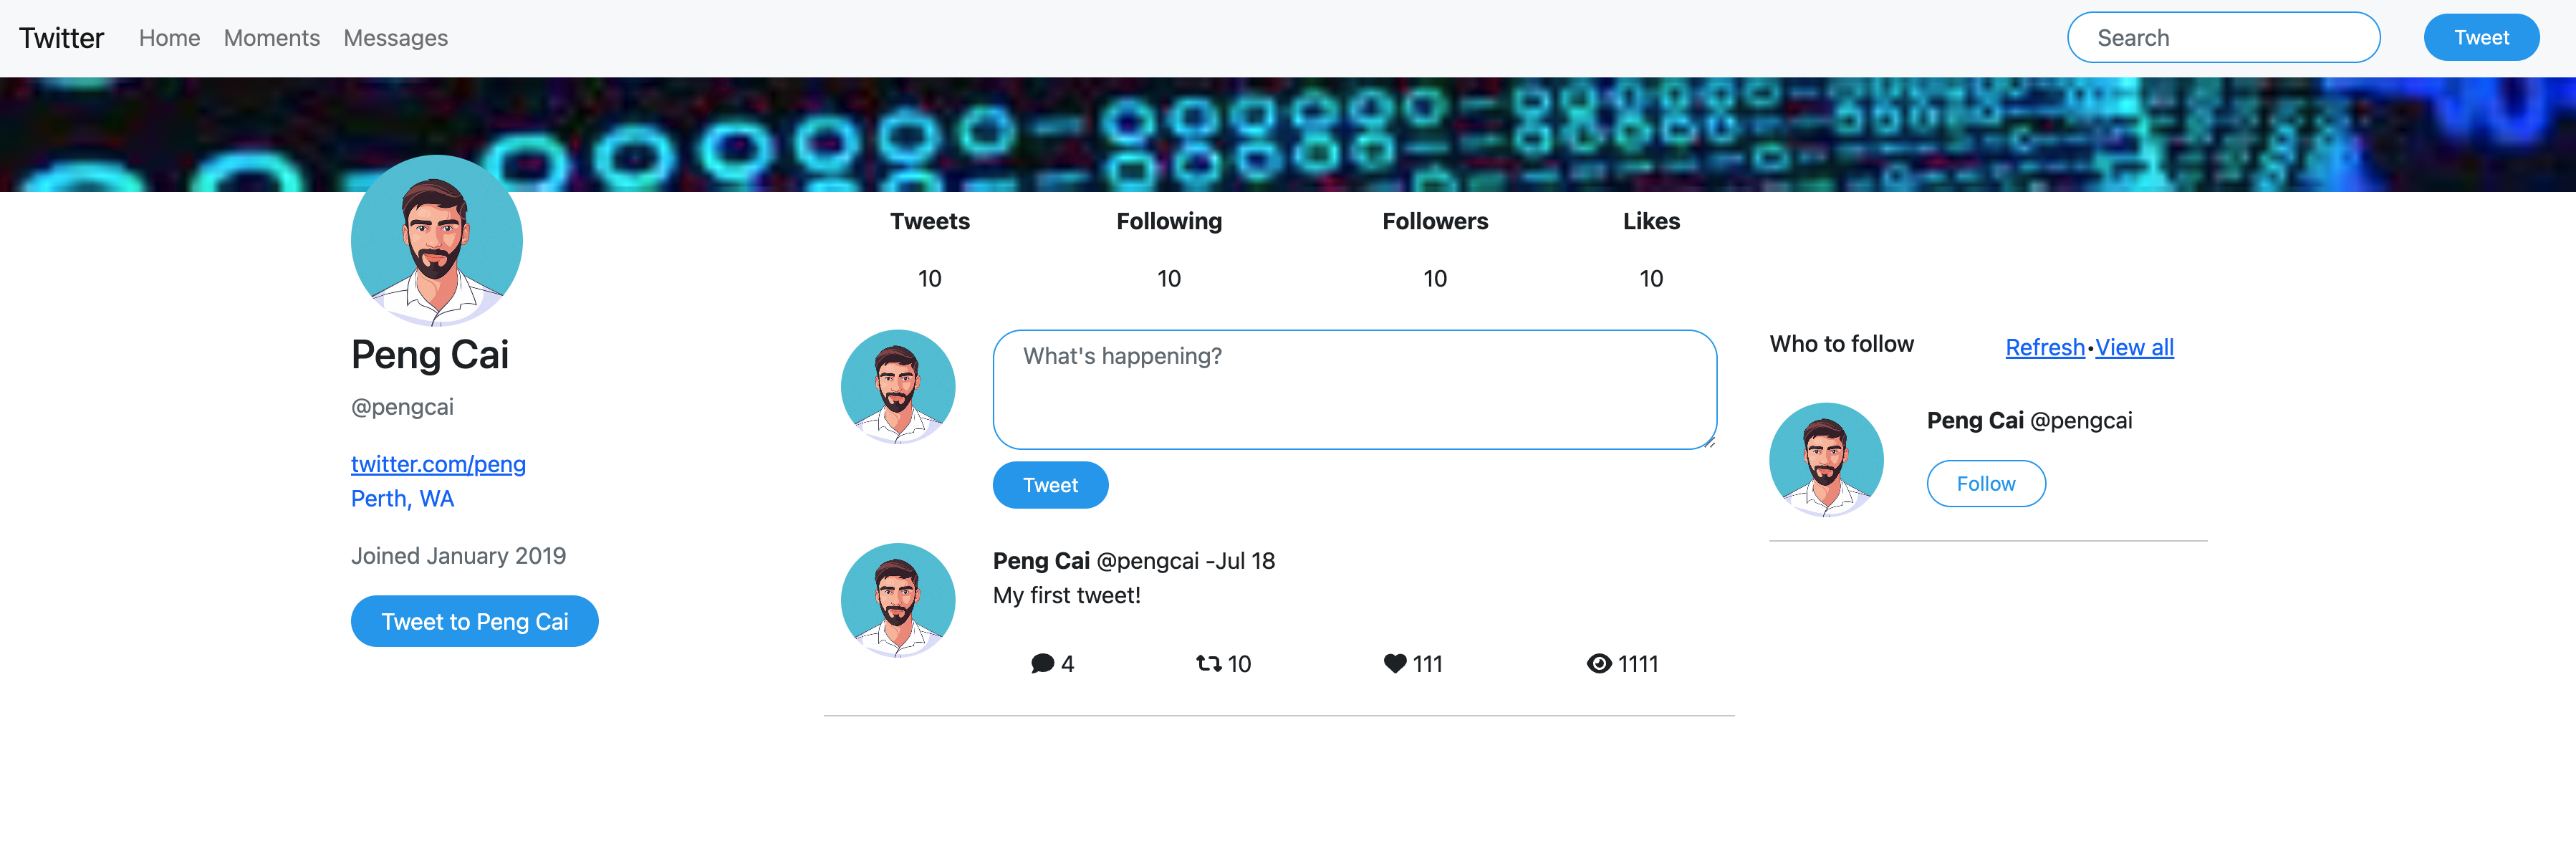 Twitter Home Moments Messages Search Tweet
Tweets Following Followers Likes
10 10 10 10
Peng Cai
@pengcai
twitter.com/peng
Perth, WA
Joined January 2019
Tweet to Peng Cai
What's happening?
Tweet
Peng Cai @pengcai -Jul 18
My first tweet!
4 10 111 1111
Who to follow Refresh•View all
Peng Cai @pengcai
Follow